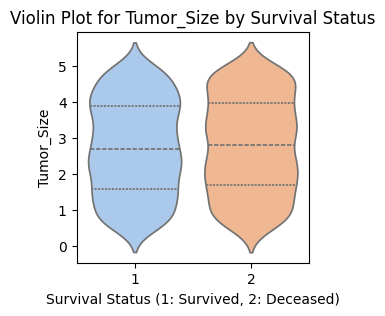 Violin Plot for Tumor_Size by Survival Status
Tumor_Size
5
4
3
2
1
0
1
2
Survival Status (1: Survived, 2: Deceased)